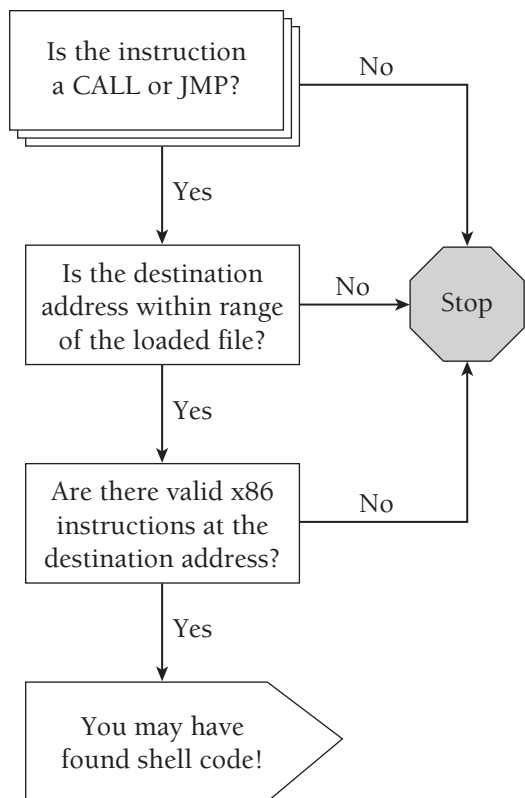 Is the instruction
a CALL or JMP?
No
Yes
Is the destination
address within range
of the loaded file?
No
Stop
Yes
Are there valid x86
instructions at the
destination address?
No
Yes
You may have
found shell code!